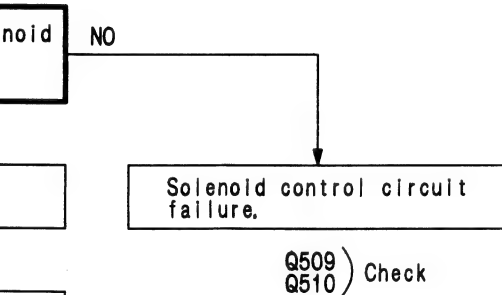 noid
NO
Solenoid control circuit
failure.
Q509
Q510
) Check